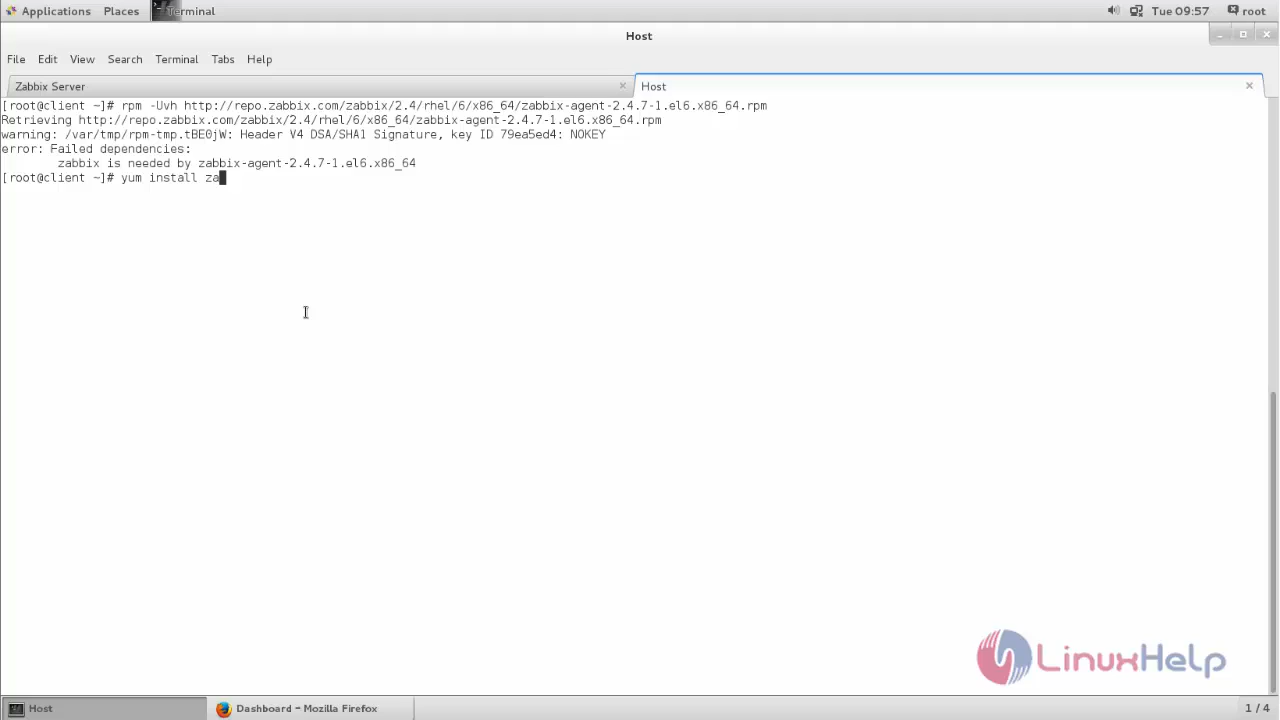 Applications Places Terminal Tue 09:57 root
Host
File Edit View Search Terminal Tabs Help
Zabbix Server × Host ×
[root@client ~]# rpm -Uvh http://repo.zabbix.com/zabbix/2.4/rhel/6/x86_64/zabbix-agent-2.4.7-1.el6.x86_64.rpm
Retrieving http://repo.zabbix.com/zabbix/2.4/rhel/6/x86_64/zabbix-agent-2.4.7-1.el6.x86_64.rpm
warning: /var/tmp/rpm-tmp.tBE0jW: Header V4 DSA/SHA1 Signature, key ID 79ea5ed4: NOKEY
error: Failed dependencies:
zabbix is needed by zabbix-agent-2.4.7-1.el6.x86_64
[root@client ~]# yum install za
LinuxHelp
Host Dashboard - Mozilla Firefox 1 / 4